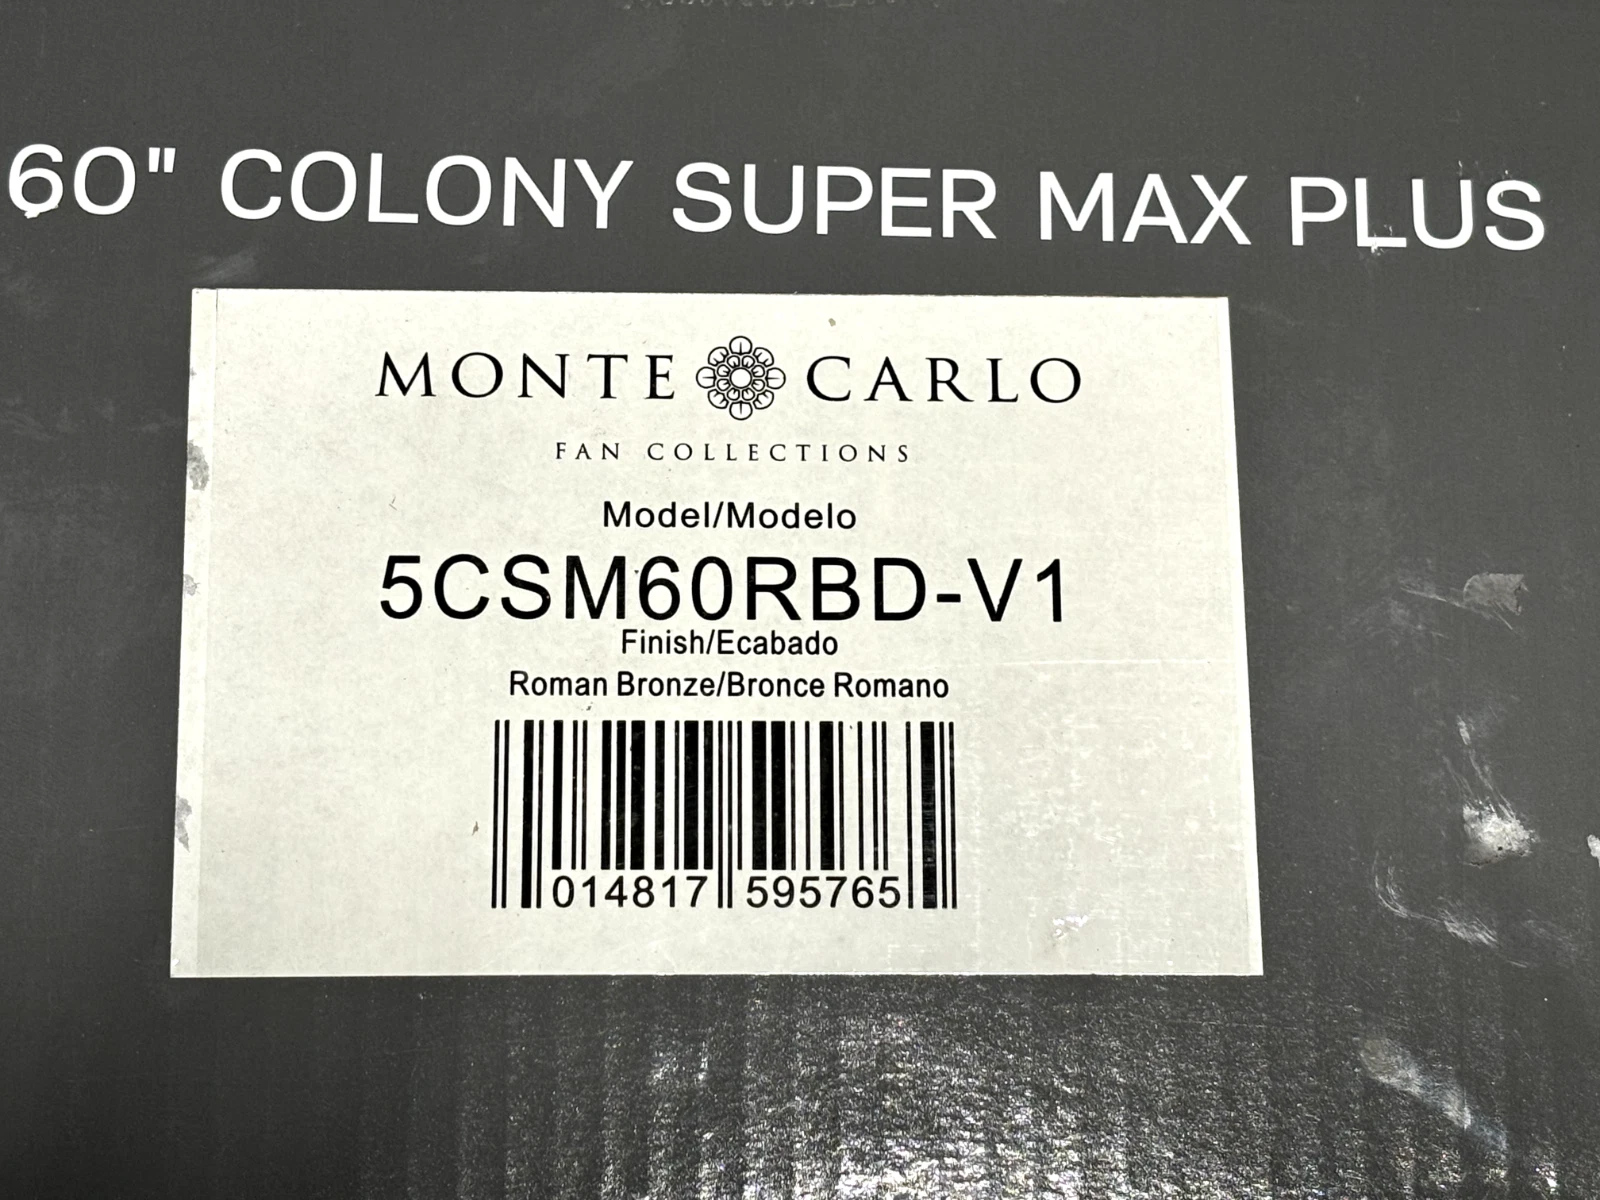 60" COLONY SUPER MAX PLUS
MONTE CARLO
FAN COLLECTIONS
Model/Modelo
5CSM60RBD-V1
Finish/Ecabado
Roman Bronze/Bronce Romano
014817 595765